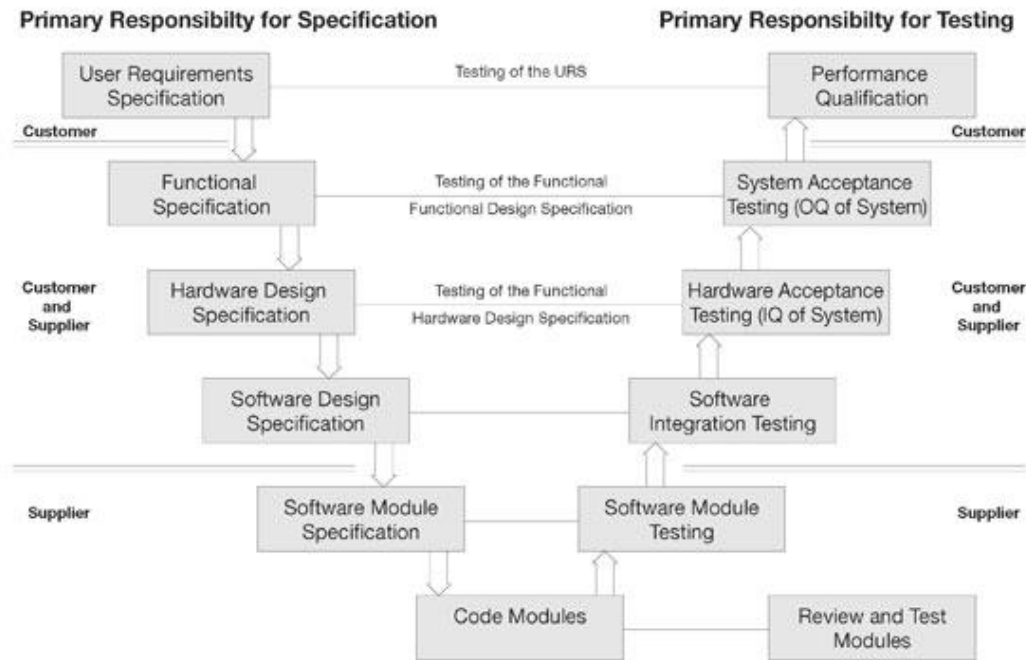 Primary Responsibilty for Specification
Primary Responsibilty for Testing
User Requirements
Specification
Testing of the URS
Performance
Qualification
Customer
Customer
Functional
Specification
Testing of the Functional
Functional Design Specification
System Acceptance
Testing (OQ of System)
Customer
and
Supplier
Hardware Design
Specification
Testing of the Functional
Hardware Design Specification
Hardware Acceptance
Testing (IQ of System)
Customer
and
Supplier
Software Design
Specification
Software
Integration Testing
Supplier
Software Module
Specification
Software Module
Testing
Supplier
Code Modules
Review and Test
Modules